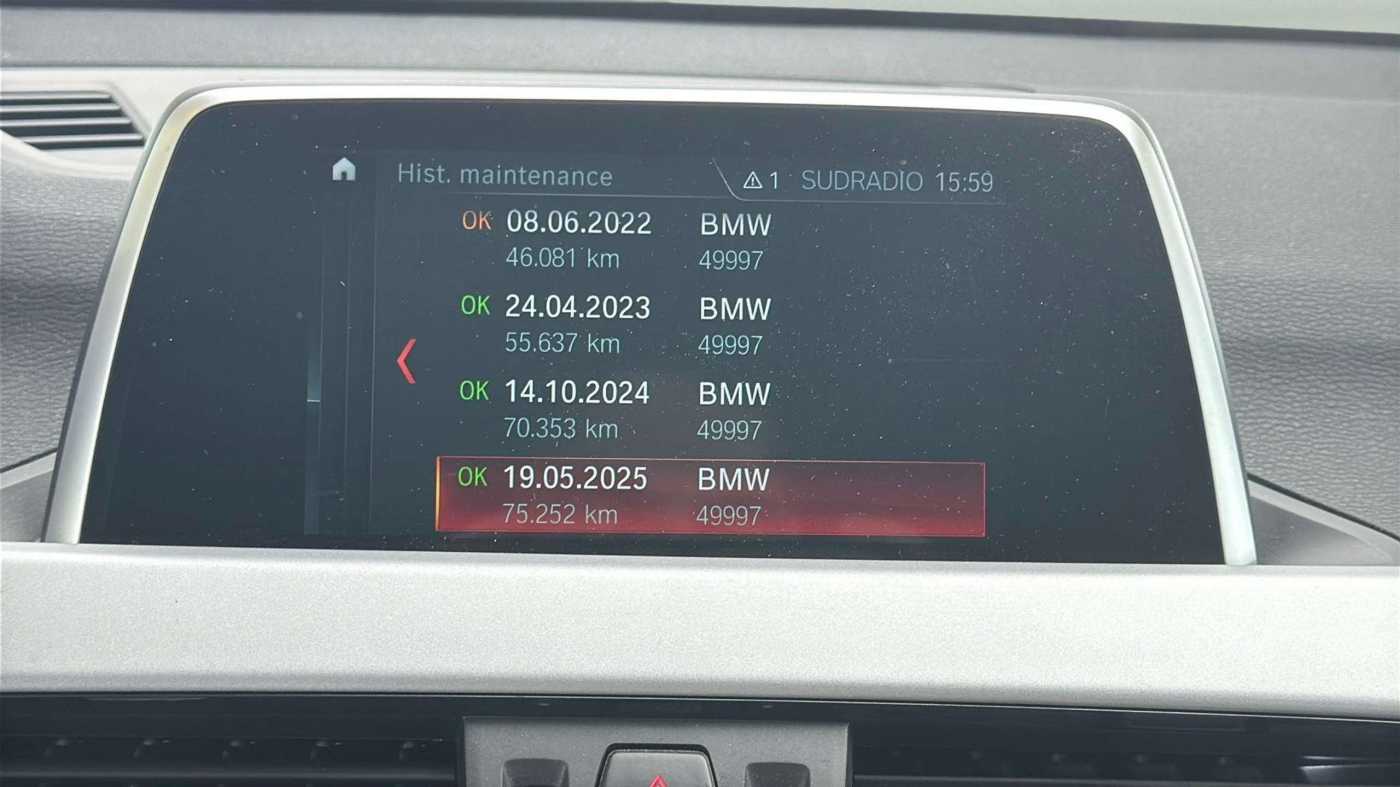 Hist. maintenance 1 SUDRADIO 15:59
OK 08.06.2022 BMW
46.081 km 49997
OK 24.04.2023 BMW
55.637 km 49997
OK 14.10.2024 BMW
70.353 km 49997
OK 19.05.2025 BMW
75.252 km 49997